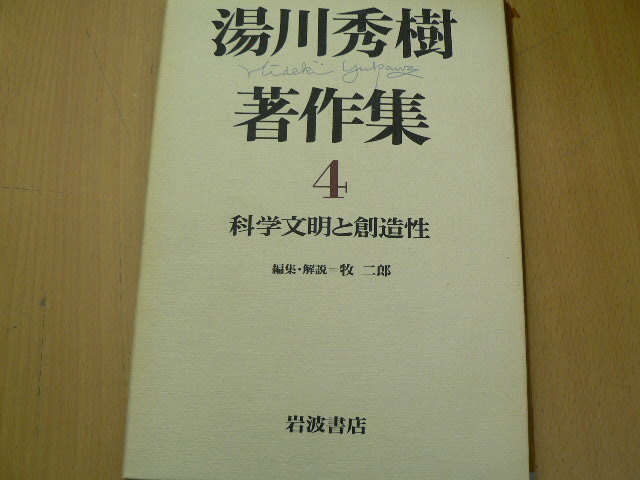 湯川秀樹
Hideki Yukawa
著作集
4
科学文明と創造性
編集・解説=牧 二郎
岩波書店